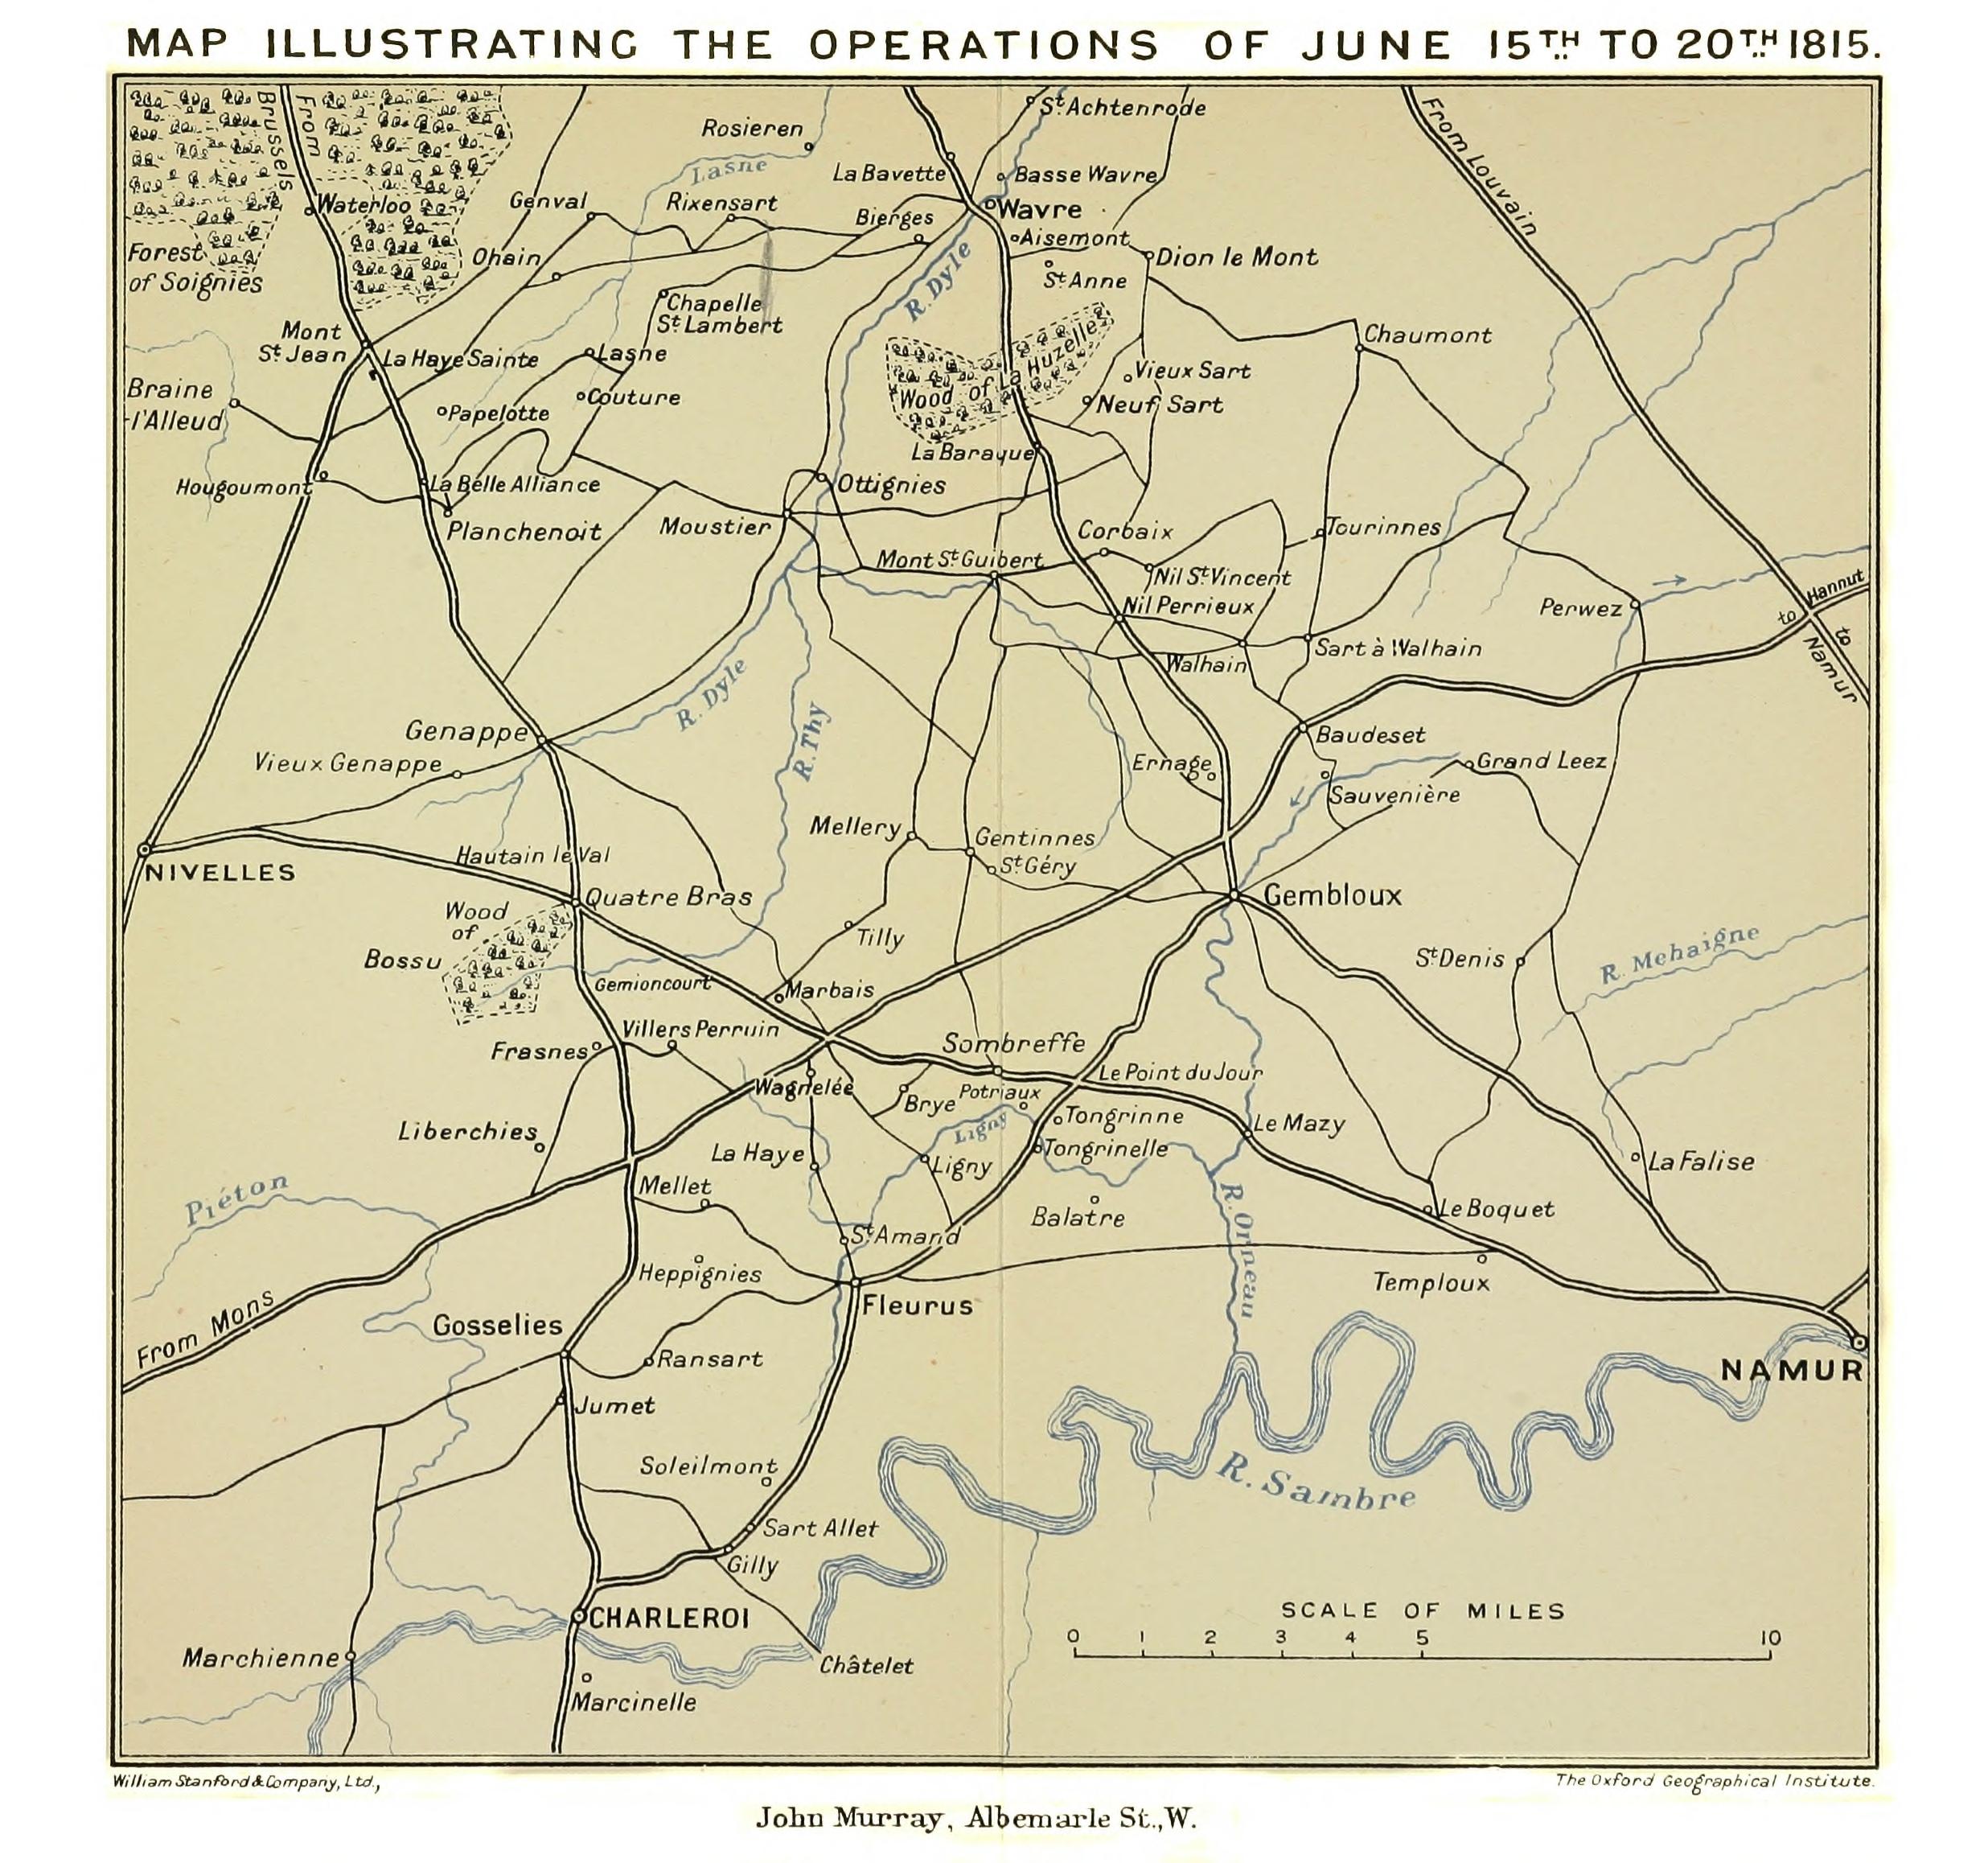 MAP ILLUSTRATING THE OPERATIONS OF JUNE 15TH TO 20TH 1815.
From Brussels
From Louvain
St Achtenrode
Rosieren
Lasne
La Bavette
Basse Wavre
Waterloo
Genval
Rixensart
Bierges
Wavre
Aisemont
Forest
of Soignies
Ohain
Dion le Mont
St Anne
R. Dyle
Chapelle
St Lambert
Mont
St Jean
La Haye Sainte
Lasne
Chaumont
Wood of La Huzelle
Vieux Sart
Braine
-l'Alleud
Papelotte
Couture
Neuf Sart
La Baraque
Hougoumont
La Belle Alliance
Ottignies
Planchenoit
Moustier
Corbaix
Tourinnes
Mont St Guibert
Nil St Vincent
Nil Perrieux
Perwez
to Hannut
to Namur
Walhain
Sart à Walhain
R. Dyle
R. Thy
Genappe
Vieux Genappe
Baudeset
Ernage
Grand Leez
Sauvenière
Mellery
Gentinnes
St Géry
NIVELLES
Hautain le Val
Quatre Bras
Gembloux
Wood
of
Bossu
Tilly
St Denis
R. Mehaigne
Gemioncourt
Marbais
Villers Perruin
Frasnes
Sombreffe
Le Point du Jour
Wagnelée
Brye
Potriaux
Tongrinne
Le Mazy
Liberchies
Ligny
Tongrinelle
La Haye
Ligny
La Falise
Piéton
Mellet
Balatre
R. Orneau
Le Boquet
St Amand
Heppignies
Temploux
From Mons
Fleurus
Gosselies
Ransart
NAMUR
Jumet
Soleilmont
R. Sambre
Sart Allet
Gilly
CHARLEROI
SCALE OF MILES
0 1 2 3 4 5 10
Marchienne
Châtelet
Marcinelle
William Stanford & Company, Ltd.,
The Oxford Geographical Institute.
John Murray, Albemarle St., W.